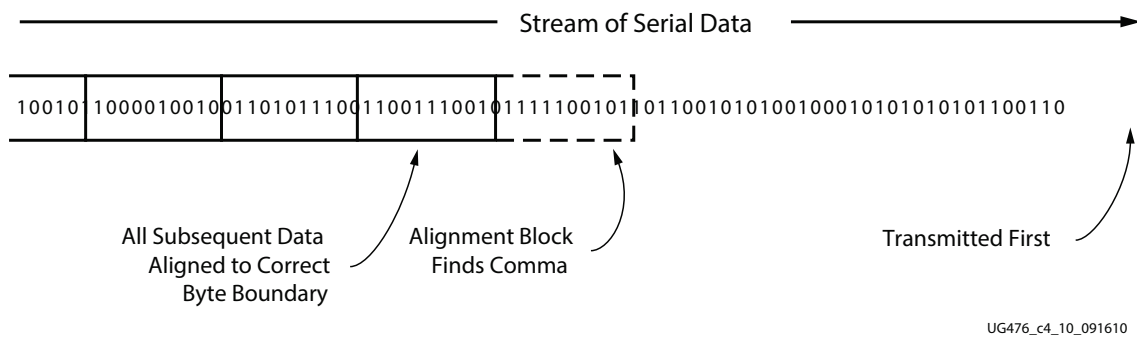 Stream of Serial Data
100101100001001001101011100110011100101111100101101100101010010001010101010101100110
All Subsequent Data
Aligned to Correct
Byte Boundary
Alignment Block
Finds Comma
Transmitted First
UG476_c4_10_091610